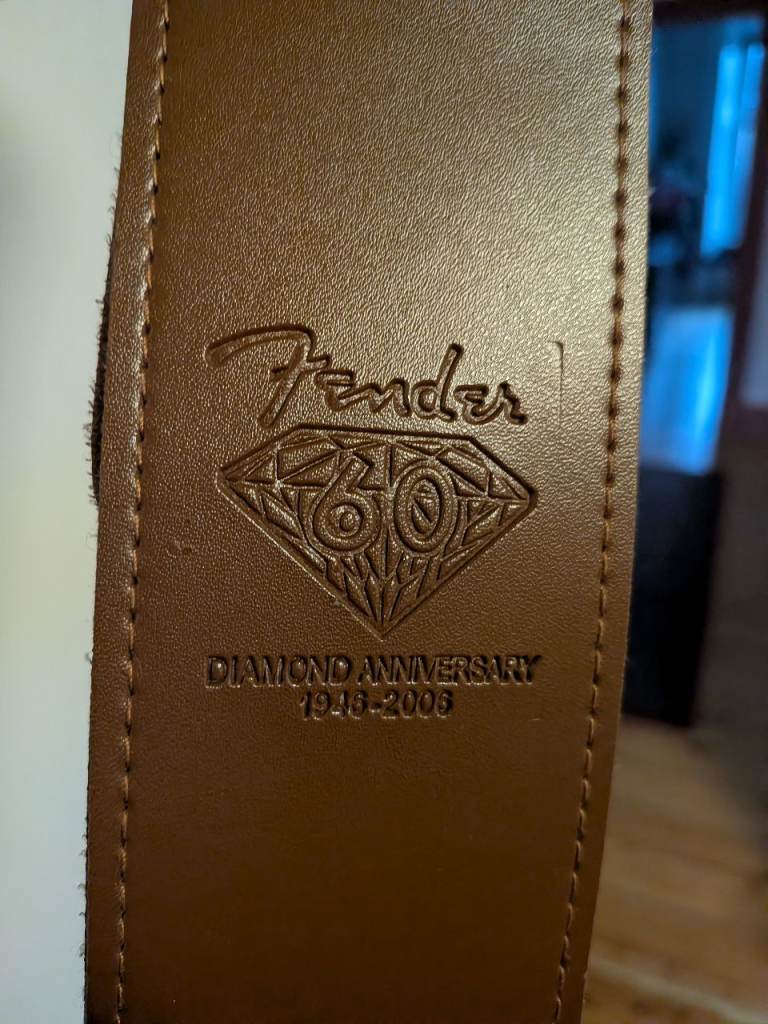 Fender
60
DIAMOND ANNIVERSARY
1946-2006